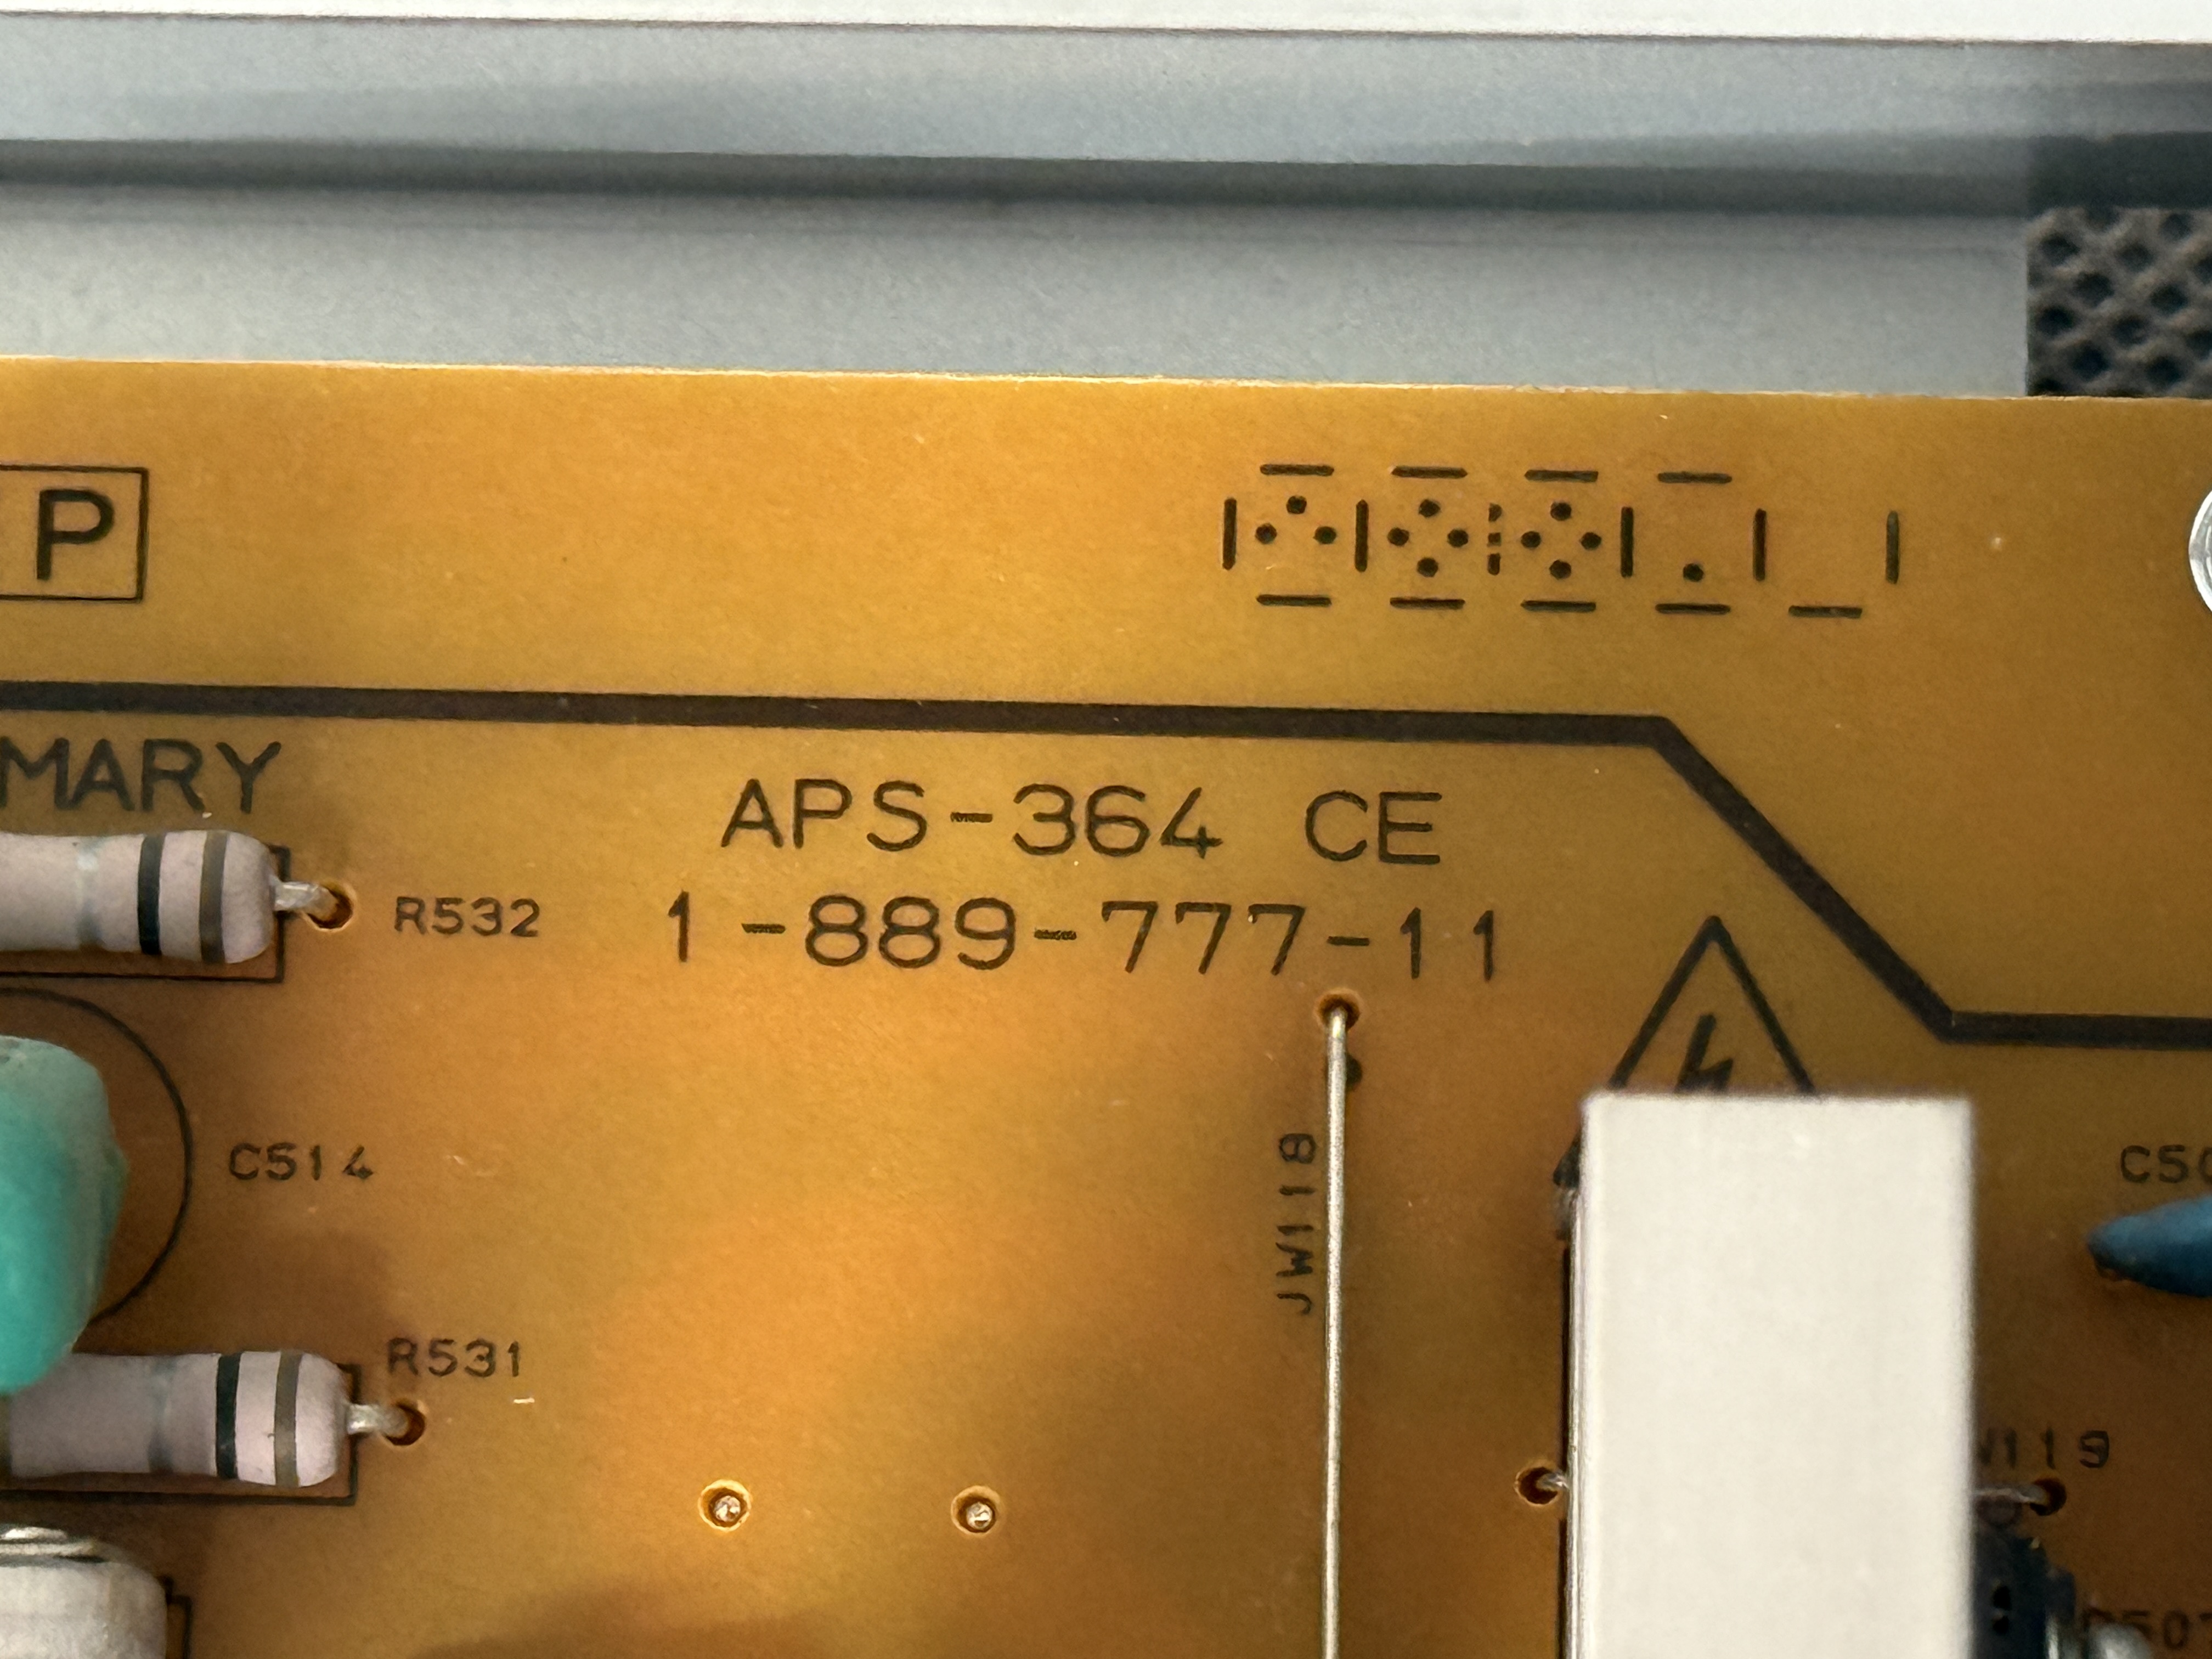 P
MARY
APS-364 CE
1-889-777-11
R532
C514
JW118
R531